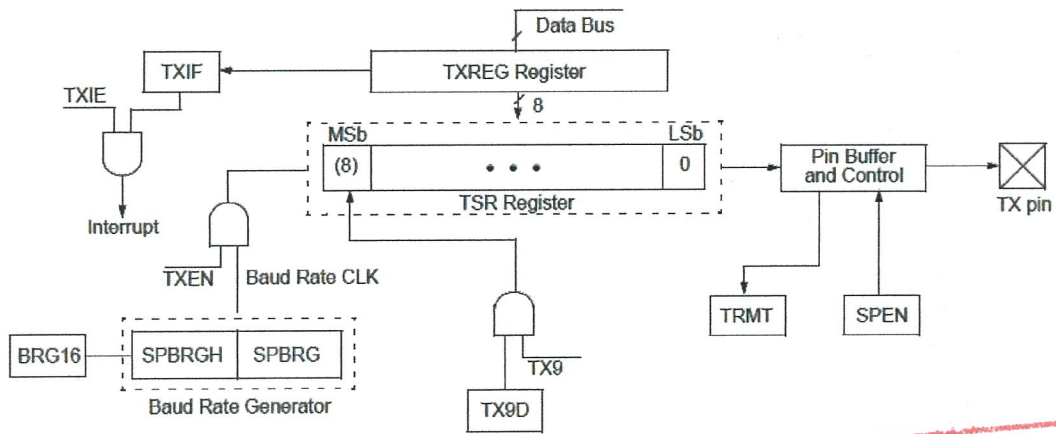 Data Bus
TXIF
TXREG Register
TXIE
8
MSb
LSb
(8)
0
Pin Buffer
and Control
TSR Register
TX pin
Interrupt
TXEN
Baud Rate CLK
TRMT
SPEN
BRG16
SPBRGH
SPBRG
TX9
Baud Rate Generator
TX9D